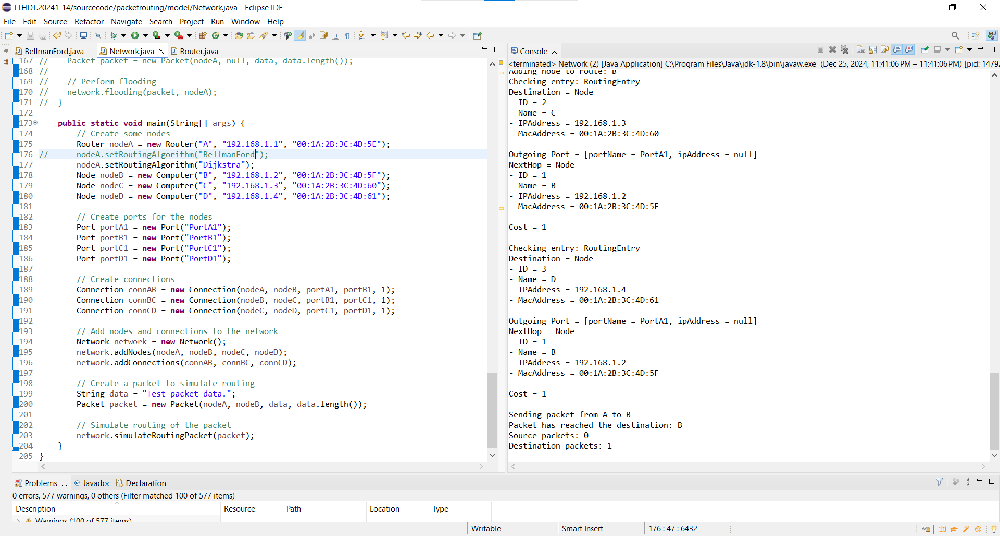 LTHDT.20241-14/sourcecode/packetrouting/model/Network.java - Eclipse IDE
File Edit Source Refactor Navigate Search Project Run Window Help
BellmanFord.java Network.java Router.java
167 // Packet packet = new Packet(nodeA, null, data, data.length());
168 //
169 // // Perform flooding
170 // network.flooding(packet, nodeA);
171 // }
172
173 public static void main(String[] args) {
174 // Create some nodes
175 Router nodeA = new Router("A", "192.168.1.1", "00:1A:2B:3C:4D:5E");
176 // nodeA.setRoutingAlgorithm("BellmanFord");
177 nodeA.setRoutingAlgorithm("Dijkstra");
178 Node nodeB = new Computer("B", "192.168.1.2", "00:1A:2B:3C:4D:5F");
179 Node nodeC = new Computer("C", "192.168.1.3", "00:1A:2B:3C:4D:60");
180 Node nodeD = new Computer("D", "192.168.1.4", "00:1A:2B:3C:4D:61");
181
182 // Create ports for the nodes
183 Port portA1 = new Port("PortA1");
184 Port portB1 = new Port("PortB1");
185 Port portC1 = new Port("PortC1");
186 Port portD1 = new Port("PortD1");
187
188 // Create connections
189 Connection connAB = new Connection(nodeA, nodeB, portA1, portB1, 1);
190 Connection connBC = new Connection(nodeB, nodeC, portB1, portC1, 1);
191 Connection connCD = new Connection(nodeC, nodeD, portC1, portD1, 1);
192
193 // Add nodes and connections to the network
194 Network network = new Network();
195 network.addNodes(nodeA, nodeB, nodeC, nodeD);
196 network.addConnections(connAB, connBC, connCD);
197
198 // Create a packet to simulate routing
199 String data = "Test packet data.";
200 Packet packet = new Packet(nodeA, nodeB, data, data.length());
201
202 // Simulate routing of the packet
203 network.simulateRoutingPacket(packet);
204 }
205 }
Console
<terminated> Network (2) [Java Application] C:\Program Files\Java\jdk-1.8\bin\javaw.exe (Dec 25, 2024, 11:41:06 PM – 11:41:06 PM) [pid: 1479
Adding node to route: B
Checking entry: RoutingEntry
Destination = Node
- ID = 2
- Name = C
- IPAddress = 192.168.1.3
- MacAddress = 00:1A:2B:3C:4D:60
Outgoing Port = [portName = PortA1, ipAddress = null]
NextHop = Node
- ID = 1
- Name = B
- IPAddress = 192.168.1.2
- MacAddress = 00:1A:2B:3C:4D:5F
Cost = 1
Checking entry: RoutingEntry
Destination = Node
- ID = 3
- Name = D
- IPAddress = 192.168.1.4
- MacAddress = 00:1A:2B:3C:4D:61
Outgoing Port = [portName = PortA1, ipAddress = null]
NextHop = Node
- ID = 1
- Name = B
- IPAddress = 192.168.1.2
- MacAddress = 00:1A:2B:3C:4D:5F
Cost = 1
Sending packet from A to B
Packet has reached the destination: B
Source packets: 0
Destination packets: 1
Problems @ Javadoc Declaration
0 errors, 577 warnings, 0 others (Filter matched 100 of 577 items)
Description Resource Path Location Type
Warnings (100 of 577 items)
Writable Smart Insert 176 : 47 : 6432